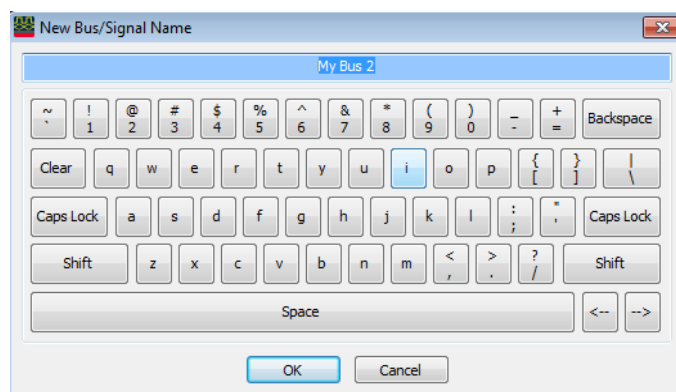 New Bus/Signal Name
My Bus 2
~ ! @ # $ % ^ & * ( ) _ +
` 1 2 3 4 5 6 7 8 9 0 - = Backspace
Clear q w e r t y u i o p { [ } ] | \
Caps Lock a s d f g h j k l : ; " ' Caps Lock
Shift z x c v b n m < , > . ? / Shift
Space <-- -->
OK Cancel